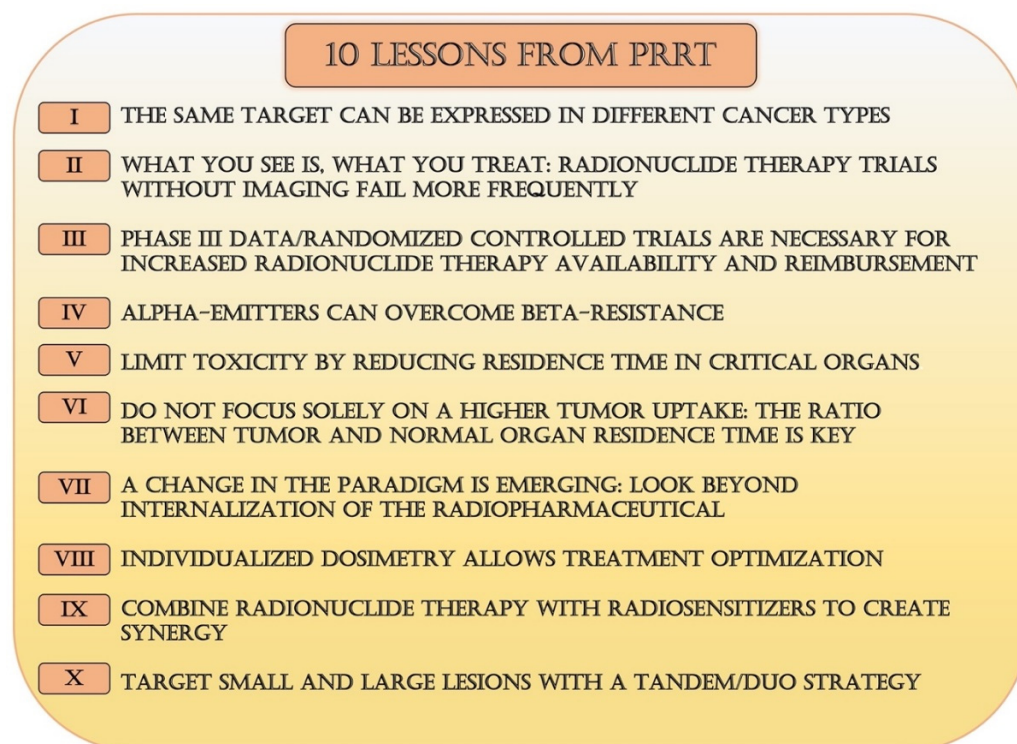 10 LESSONS FROM PRRT
I THE SAME TARGET CAN BE EXPRESSED IN DIFFERENT CANCER TYPES
II WHAT YOU SEE IS, WHAT YOU TREAT: RADIONUCLIDE THERAPY TRIALS
WITHOUT IMAGING FAIL MORE FREQUENTLY
III PHASE III DATA/RANDOMIZED CONTROLLED TRIALS ARE NECESSARY FOR
INCREASED RADIONUCLIDE THERAPY AVAILABILITY AND REIMBURSEMENT
IV ALPHA-EMITTERS CAN OVERCOME BETA-RESISTANCE
V LIMIT TOXICITY BY REDUCING RESIDENCE TIME IN CRITICAL ORGANS
VI DO NOT FOCUS SOLELY ON A HIGHER TUMOR UPTAKE: THE RATIO
BETWEEN TUMOR AND NORMAL ORGAN RESIDENCE TIME IS KEY
VII A CHANGE IN THE PARADIGM IS EMERGING: LOOK BEYOND
INTERNALIZATION OF THE RADIOPHARMACEUTICAL
VIII INDIVIDUALIZED DOSIMETRY ALLOWS TREATMENT OPTIMIZATION
IX COMBINE RADIONUCLIDE THERAPY WITH RADIOSENSITIZERS TO CREATE
SYNERGY
X TARGET SMALL AND LARGE LESIONS WITH A TANDEM/DUO STRATEGY